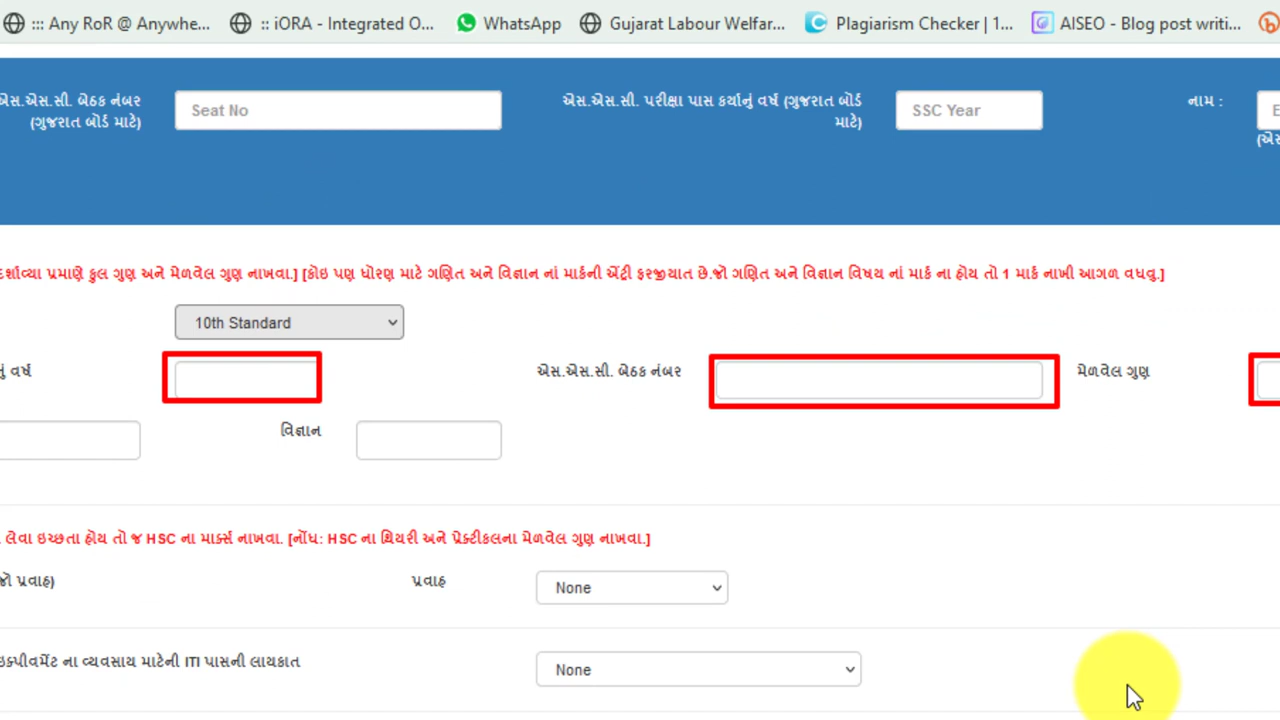 ::: Any RoR @ Anywhe... :: iORA - Integrated O... WhatsApp Gujarat Labour Welfar... Plagiarism Checker | 1... AISEO - Blog post writi...
એસ.એસ.સી. બેઠક નંબર Seat No એસ.એસ.સી. પરીક્ષા પાસ કર્યાનું વર્ષ (ગુજરાત બોર્ડ SSC Year નામ :
(ગુજરાત બોર્ડ માટે) માટે)
દર્શાવ્યા પ્રમાણે કુલ ગુણ અને મેળવેલ ગુણ નાખવા.] [કોઇ પણ ધોરણ માટે ગણિત અને વિજ્ઞાન નાં માર્કની એંટ્રી ફરજીયાત છે.જો ગણિત અને વિજ્ઞાન વિષય નાં માર્ક ના હોય તો 1 માર્ક નાખી આગળ વધવુ.]
10th Standard
વર્ષ એસ.એસ.સી. બેઠક નંબર મેળવેલ ગુણ
વિજ્ઞાન
લેવા ઇચ્છતા હોય તો જ HSC ના માર્ક્સ નાખવા. [નોંધ: HSC ના થિયરી અને પ્રેક્ટીકલના મેળવેલ ગુણ નાખવા.]
પ્રવાહ) પ્રવાહ None
ના વ્યવસાય માટેની ITI પાસની લાયકાત None